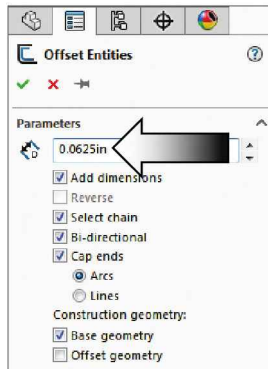 Offset Entities
Parameters
0.0625in
Add dimensions
Reverse
Select chain
Bi-directional
Cap ends
Arcs
Lines
Construction geometry:
Base geometry
Offset geometry